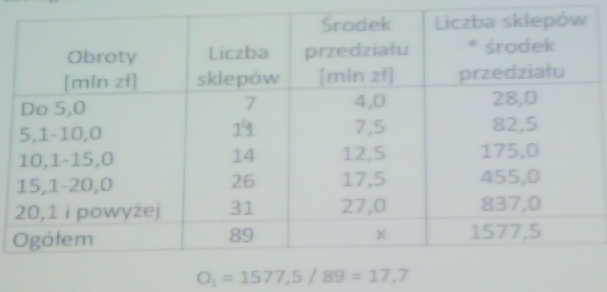 Obroty [mln zł] Liczba sklepów Środek przedziału [mln zł] Liczba sklepów * środek przedziału
Do 5,0 7 4,0 28,0
5,1-10,0 11 7,5 82,5
10,1-15,0 14 12,5 175,0
15,1-20,0 26 17,5 455,0
20,1 i powyżej 31 27,0 837,0
Ogółem 89 x 1577,5
Oₛ = 1577,5 / 89 = 17,7